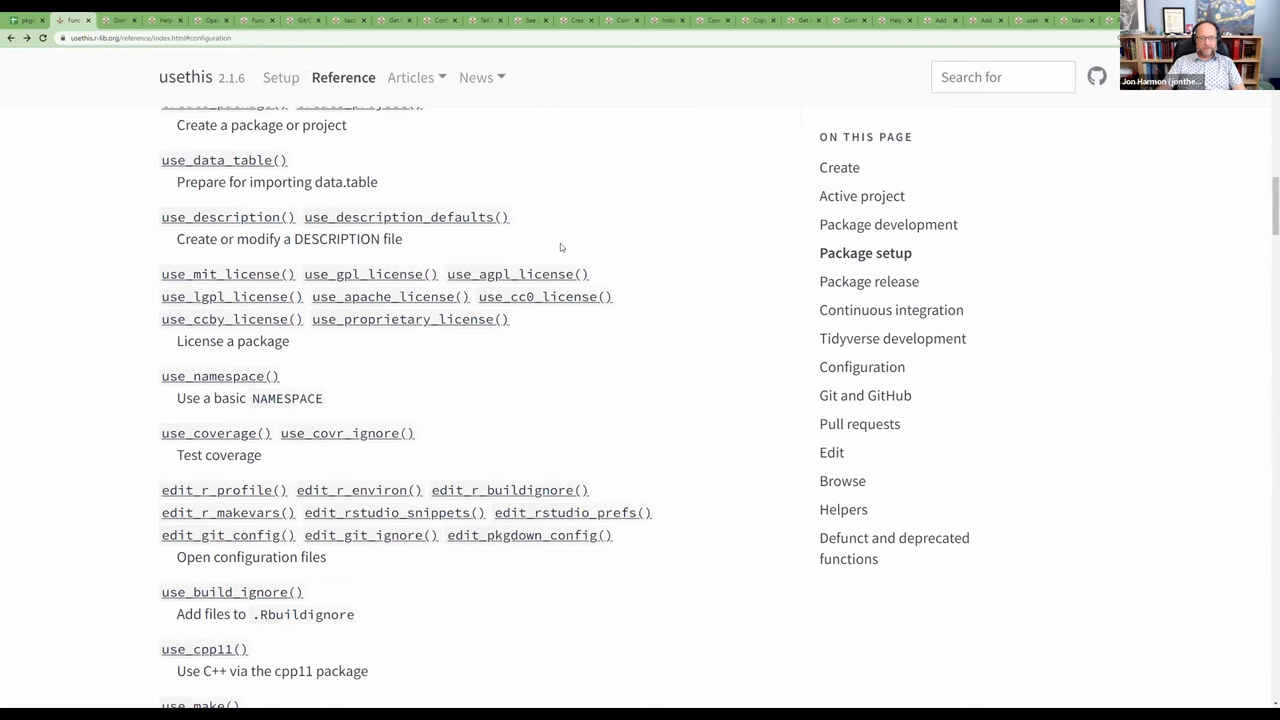 usethis.r-lib.org/reference/index.html#configuration
usethis 2.1.6 Setup Reference Articles News
Search for
Jon Harmon (jonthe...
create_package() create_project()
Create a package or project
use_data_table()
Prepare for importing data.table
use_description() use_description_defaults()
Create or modify a DESCRIPTION file
use_mit_license() use_gpl_license() use_agpl_license()
use_lgpl_license() use_apache_license() use_cc0_license()
use_ccby_license() use_proprietary_license()
License a package
use_namespace()
Use a basic NAMESPACE
use_coverage() use_covr_ignore()
Test coverage
edit_r_profile() edit_r_environ() edit_r_buildignore()
edit_r_makevars() edit_rstudio_snippets() edit_rstudio_prefs()
edit_git_config() edit_git_ignore() edit_pkgdown_config()
Open configuration files
use_build_ignore()
Add files to .Rbuildignore
use_cpp11()
Use C++ via the cpp11 package
use_make()
ON THIS PAGE
Create
Active project
Package development
Package setup
Package release
Continuous integration
Tidyverse development
Configuration
Git and GitHub
Pull requests
Edit
Browse
Helpers
Defunct and deprecated
functions